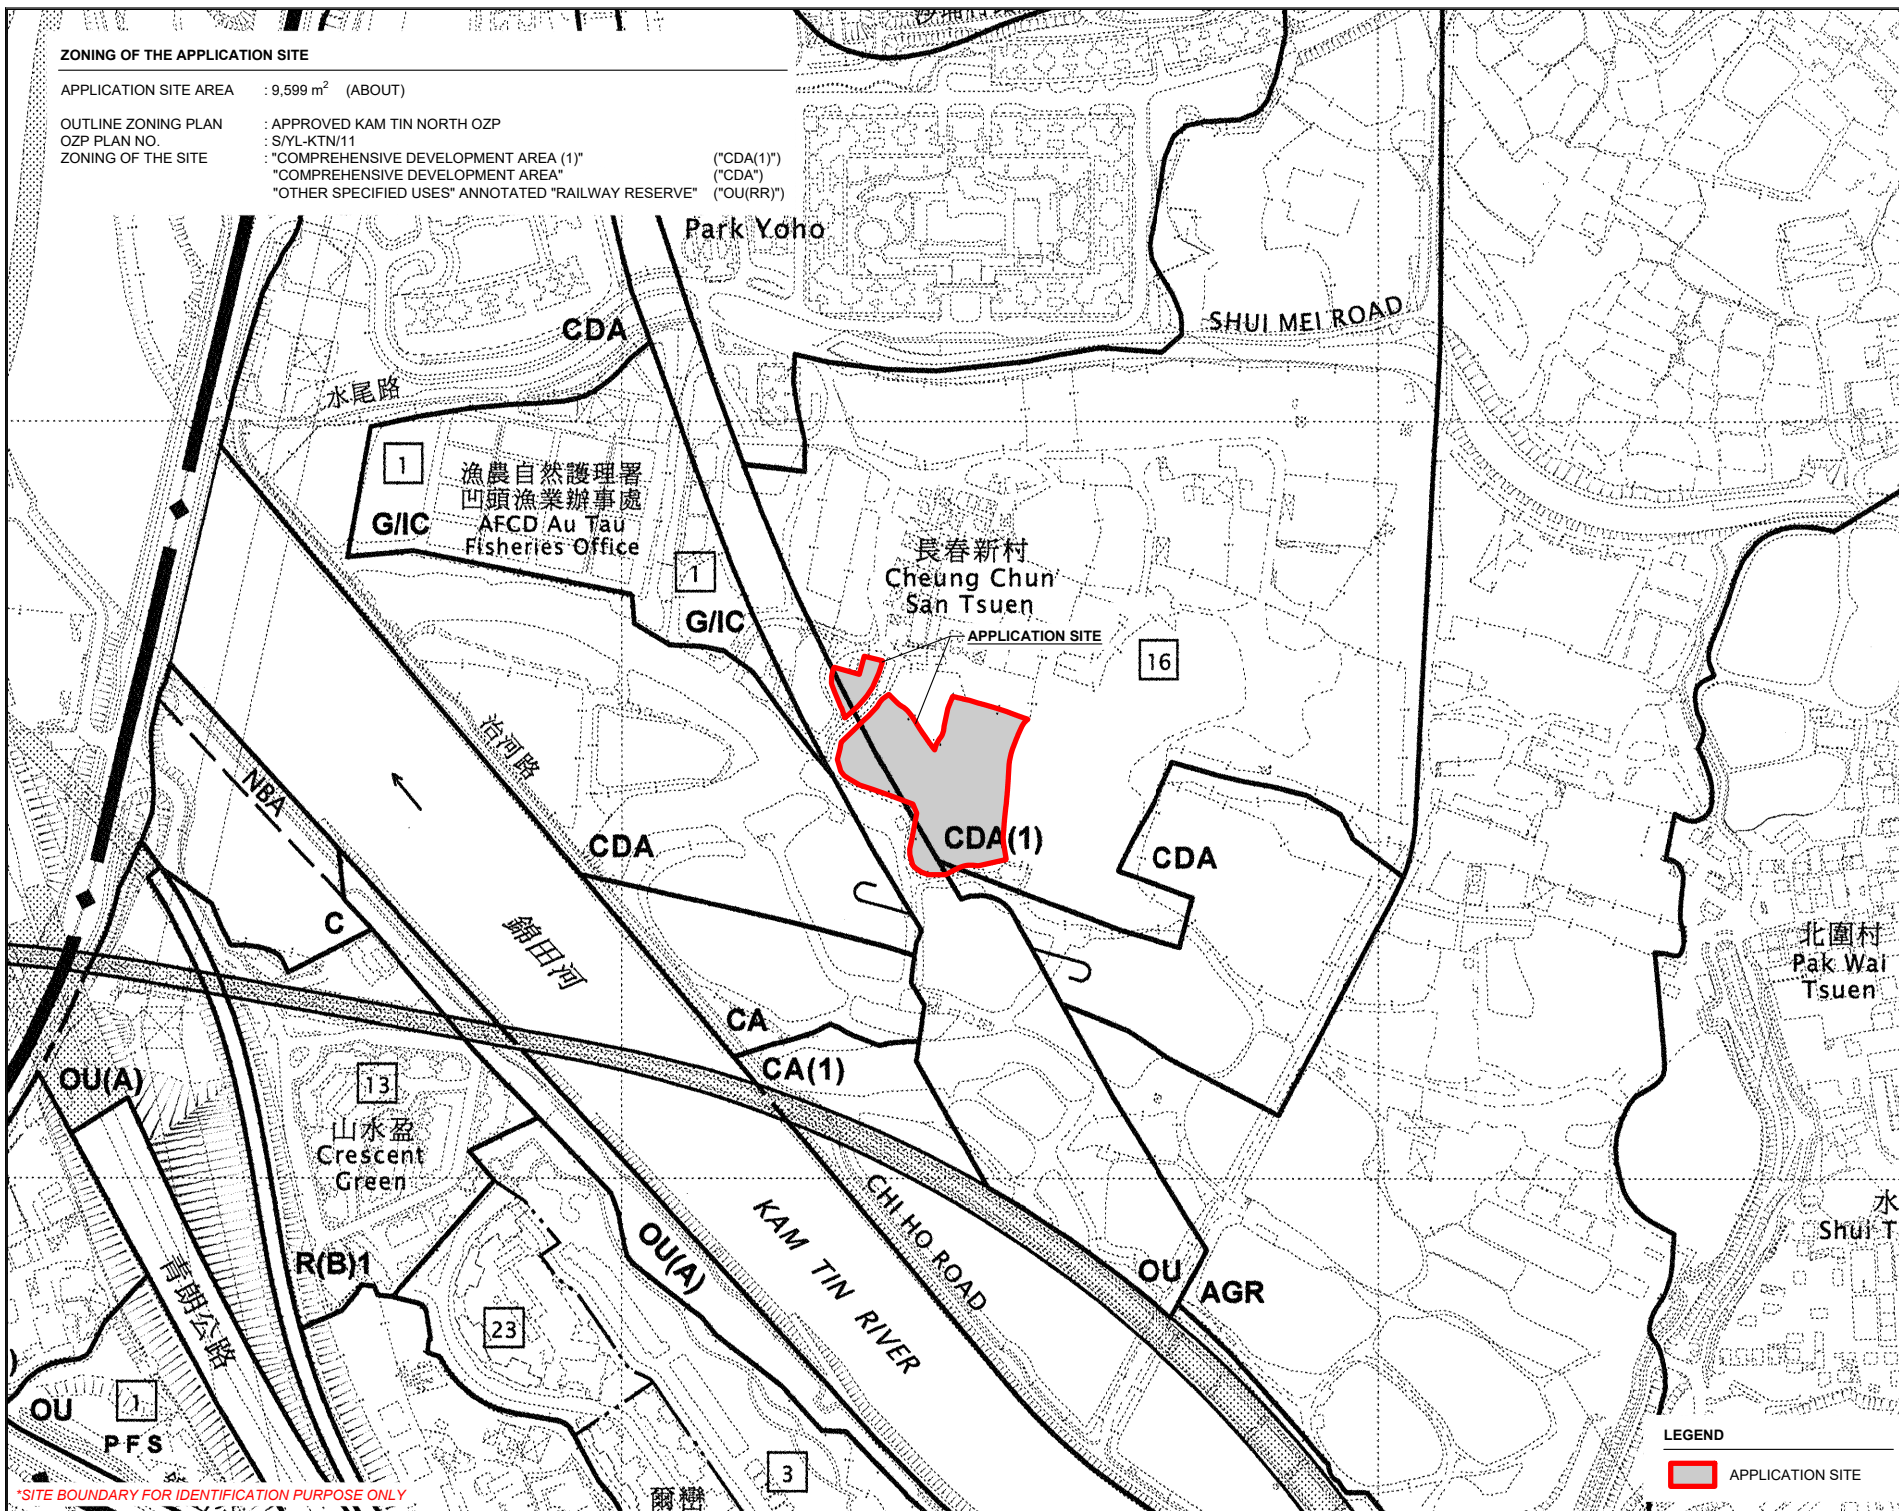 ZONING OF THE APPLICATION SITE
APPLICATION SITE AREA : 9,599 m² (ABOUT)
OUTLINE ZONING PLAN : APPROVED KAM TIN NORTH OZP
OZP PLAN NO. : S/YL-KTN/11
ZONING OF THE SITE : "COMPREHENSIVE DEVELOPMENT AREA (1)" ("CDA(1)")
"COMPREHENSIVE DEVELOPMENT AREA" ("CDA")
"OTHER SPECIFIED USES" ANNOTATED "RAILWAY RESERVE" ("OU(RR)")
Park Yoho
SHUI MEI ROAD
CDA
水尾路
1
G/IC
漁農自然護理署
凹頭漁業辦事處
AFCD Au Tau
Fisheries Office
1
G/IC
長春新村
Cheung Chun
San Tsuen
APPLICATION SITE
16
治河路
NBA
CDA
CDA(1)
CDA
C
錦田河
北圍村
Pak Wai
Tsuen
CA
CA(1)
OU(A)
13
山水盈
Crescent
Green
CHI HO ROAD
KAM TIN RIVER
水
Shui T
OU(A)
R(B)1
青朗公路
OU
AGR
23
OU
1
PFS
3
爾巒
LEGEND
APPLICATION SITE
*SITE BOUNDARY FOR IDENTIFICATION PURPOSE ONLY